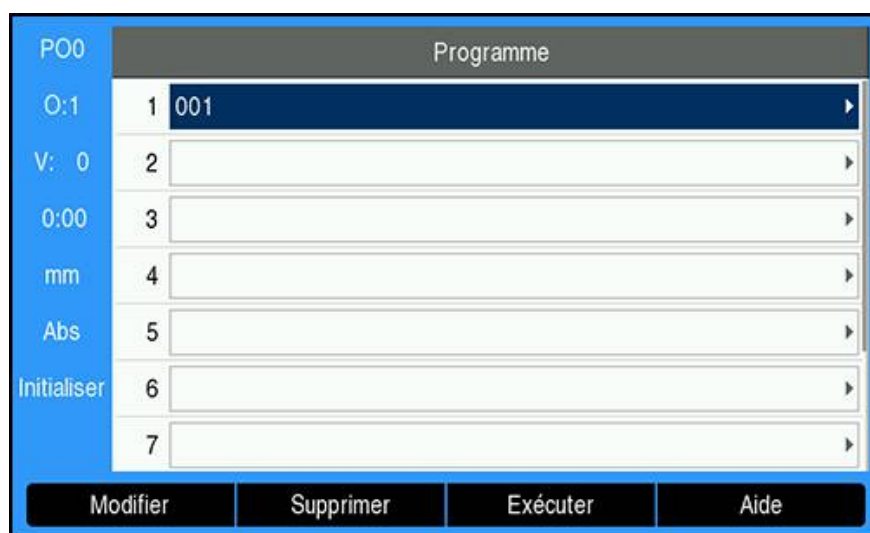 PO0
Programme
O:1
1 001
V: 0
2
0:00
3
mm
4
Abs
5
Initialiser
6
7
Modifier Supprimer Exécuter Aide